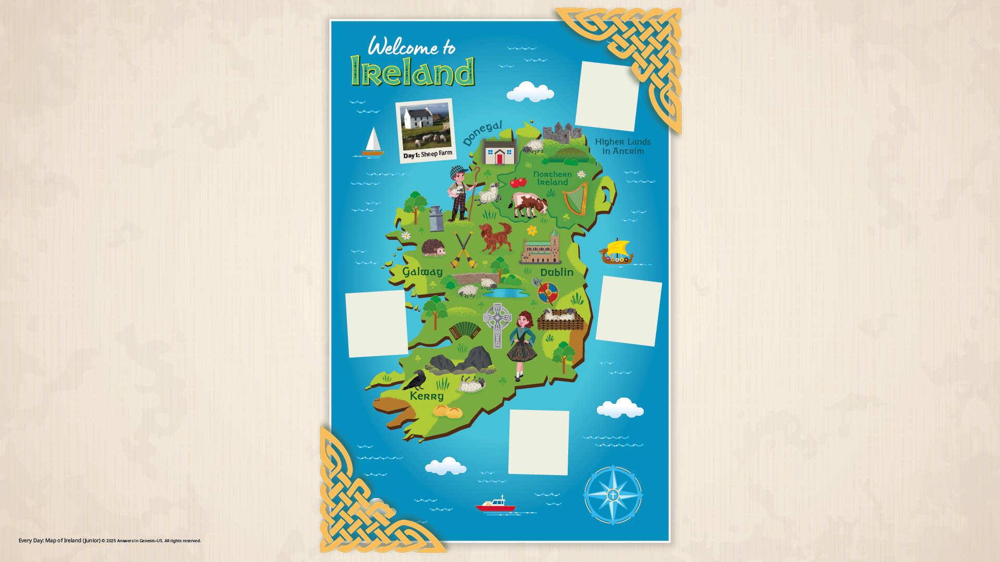 Welcome to
Ireland
Day 1: Sheep Farm
Donegal
Higher Lands
in Antrim
Northern
Ireland
Galway
Dublin
Kerry
Every Day: Map of Ireland (Junior) © 2025 Answers in Genesis–US. All rights reserved.